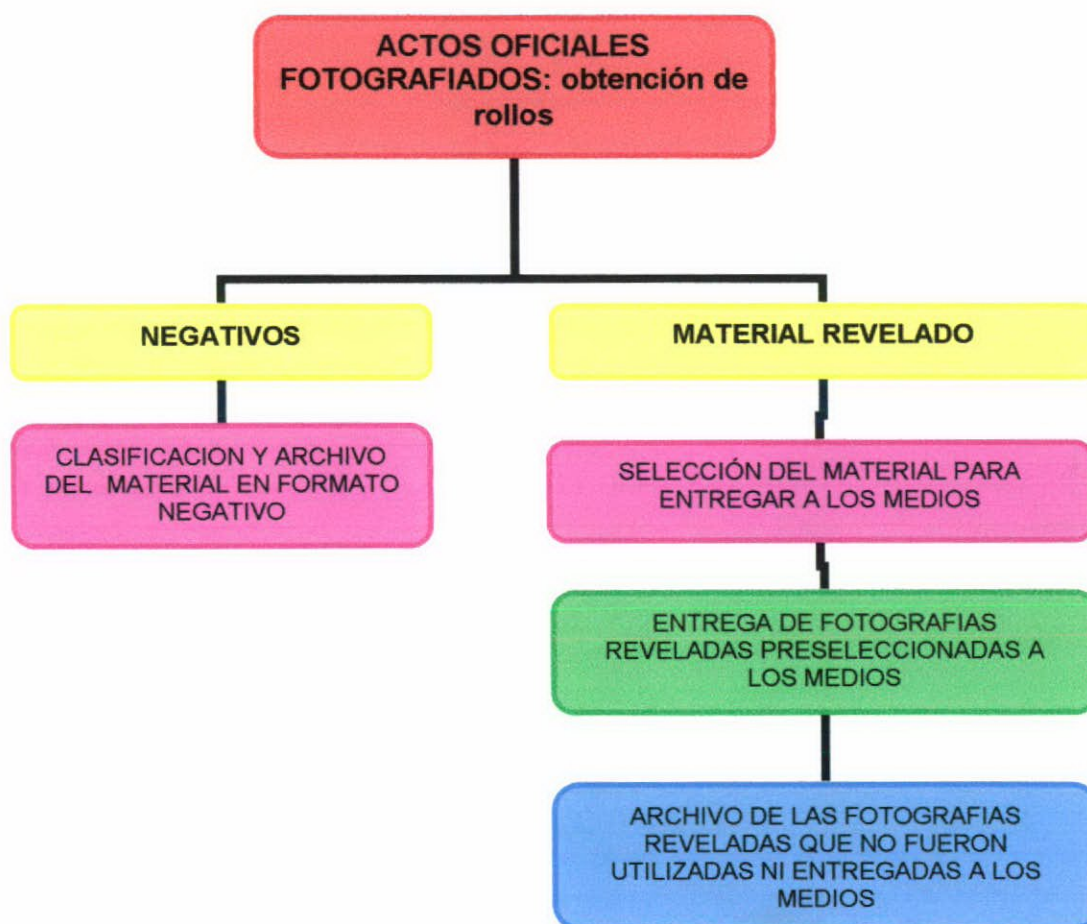 ACTOS OFICIALES
FOTOGRAFIADOS: obtención de
rollos
NEGATIVOS
MATERIAL REVELADO
CLASIFICACION Y ARCHIVO
DEL MATERIAL EN FORMATO
NEGATIVO
SELECCIÓN DEL MATERIAL PARA
ENTREGAR A LOS MEDIOS
ENTREGA DE FOTOGRAFIAS
REVELADAS PRESELECCIONADAS A
LOS MEDIOS
ARCHIVO DE LAS FOTOGRAFIAS
REVELADAS QUE NO FUERON
UTILIZADAS NI ENTREGADAS A LOS
MEDIOS